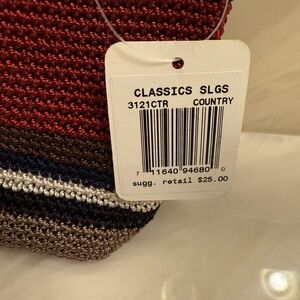 CLASSICS SLGS
3121CTR COUNTRY
7 11640 94680 0
sugg. retail $25.00